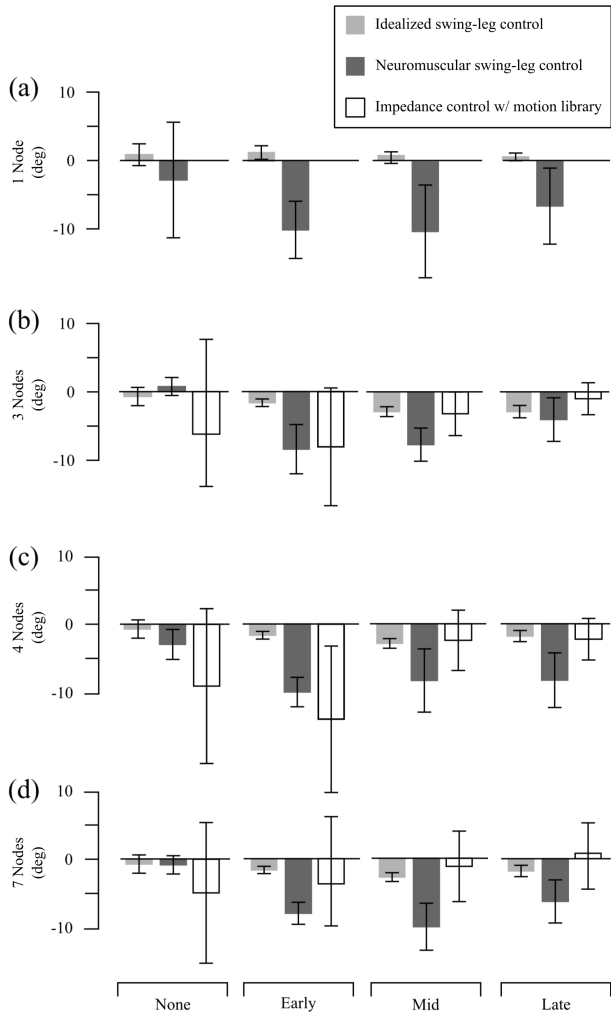 Idealized swing-leg control
Neuromuscular swing-leg control
Impedance control w/ motion library
(a)
1 Node
(deg)
10
0
-10
(b)
3 Nodes
(deg)
10
0
-10
(c)
4 Nodes
(deg)
10
0
-10
(d)
7 Nodes
(deg)
10
0
-10
None
Early
Mid
Late